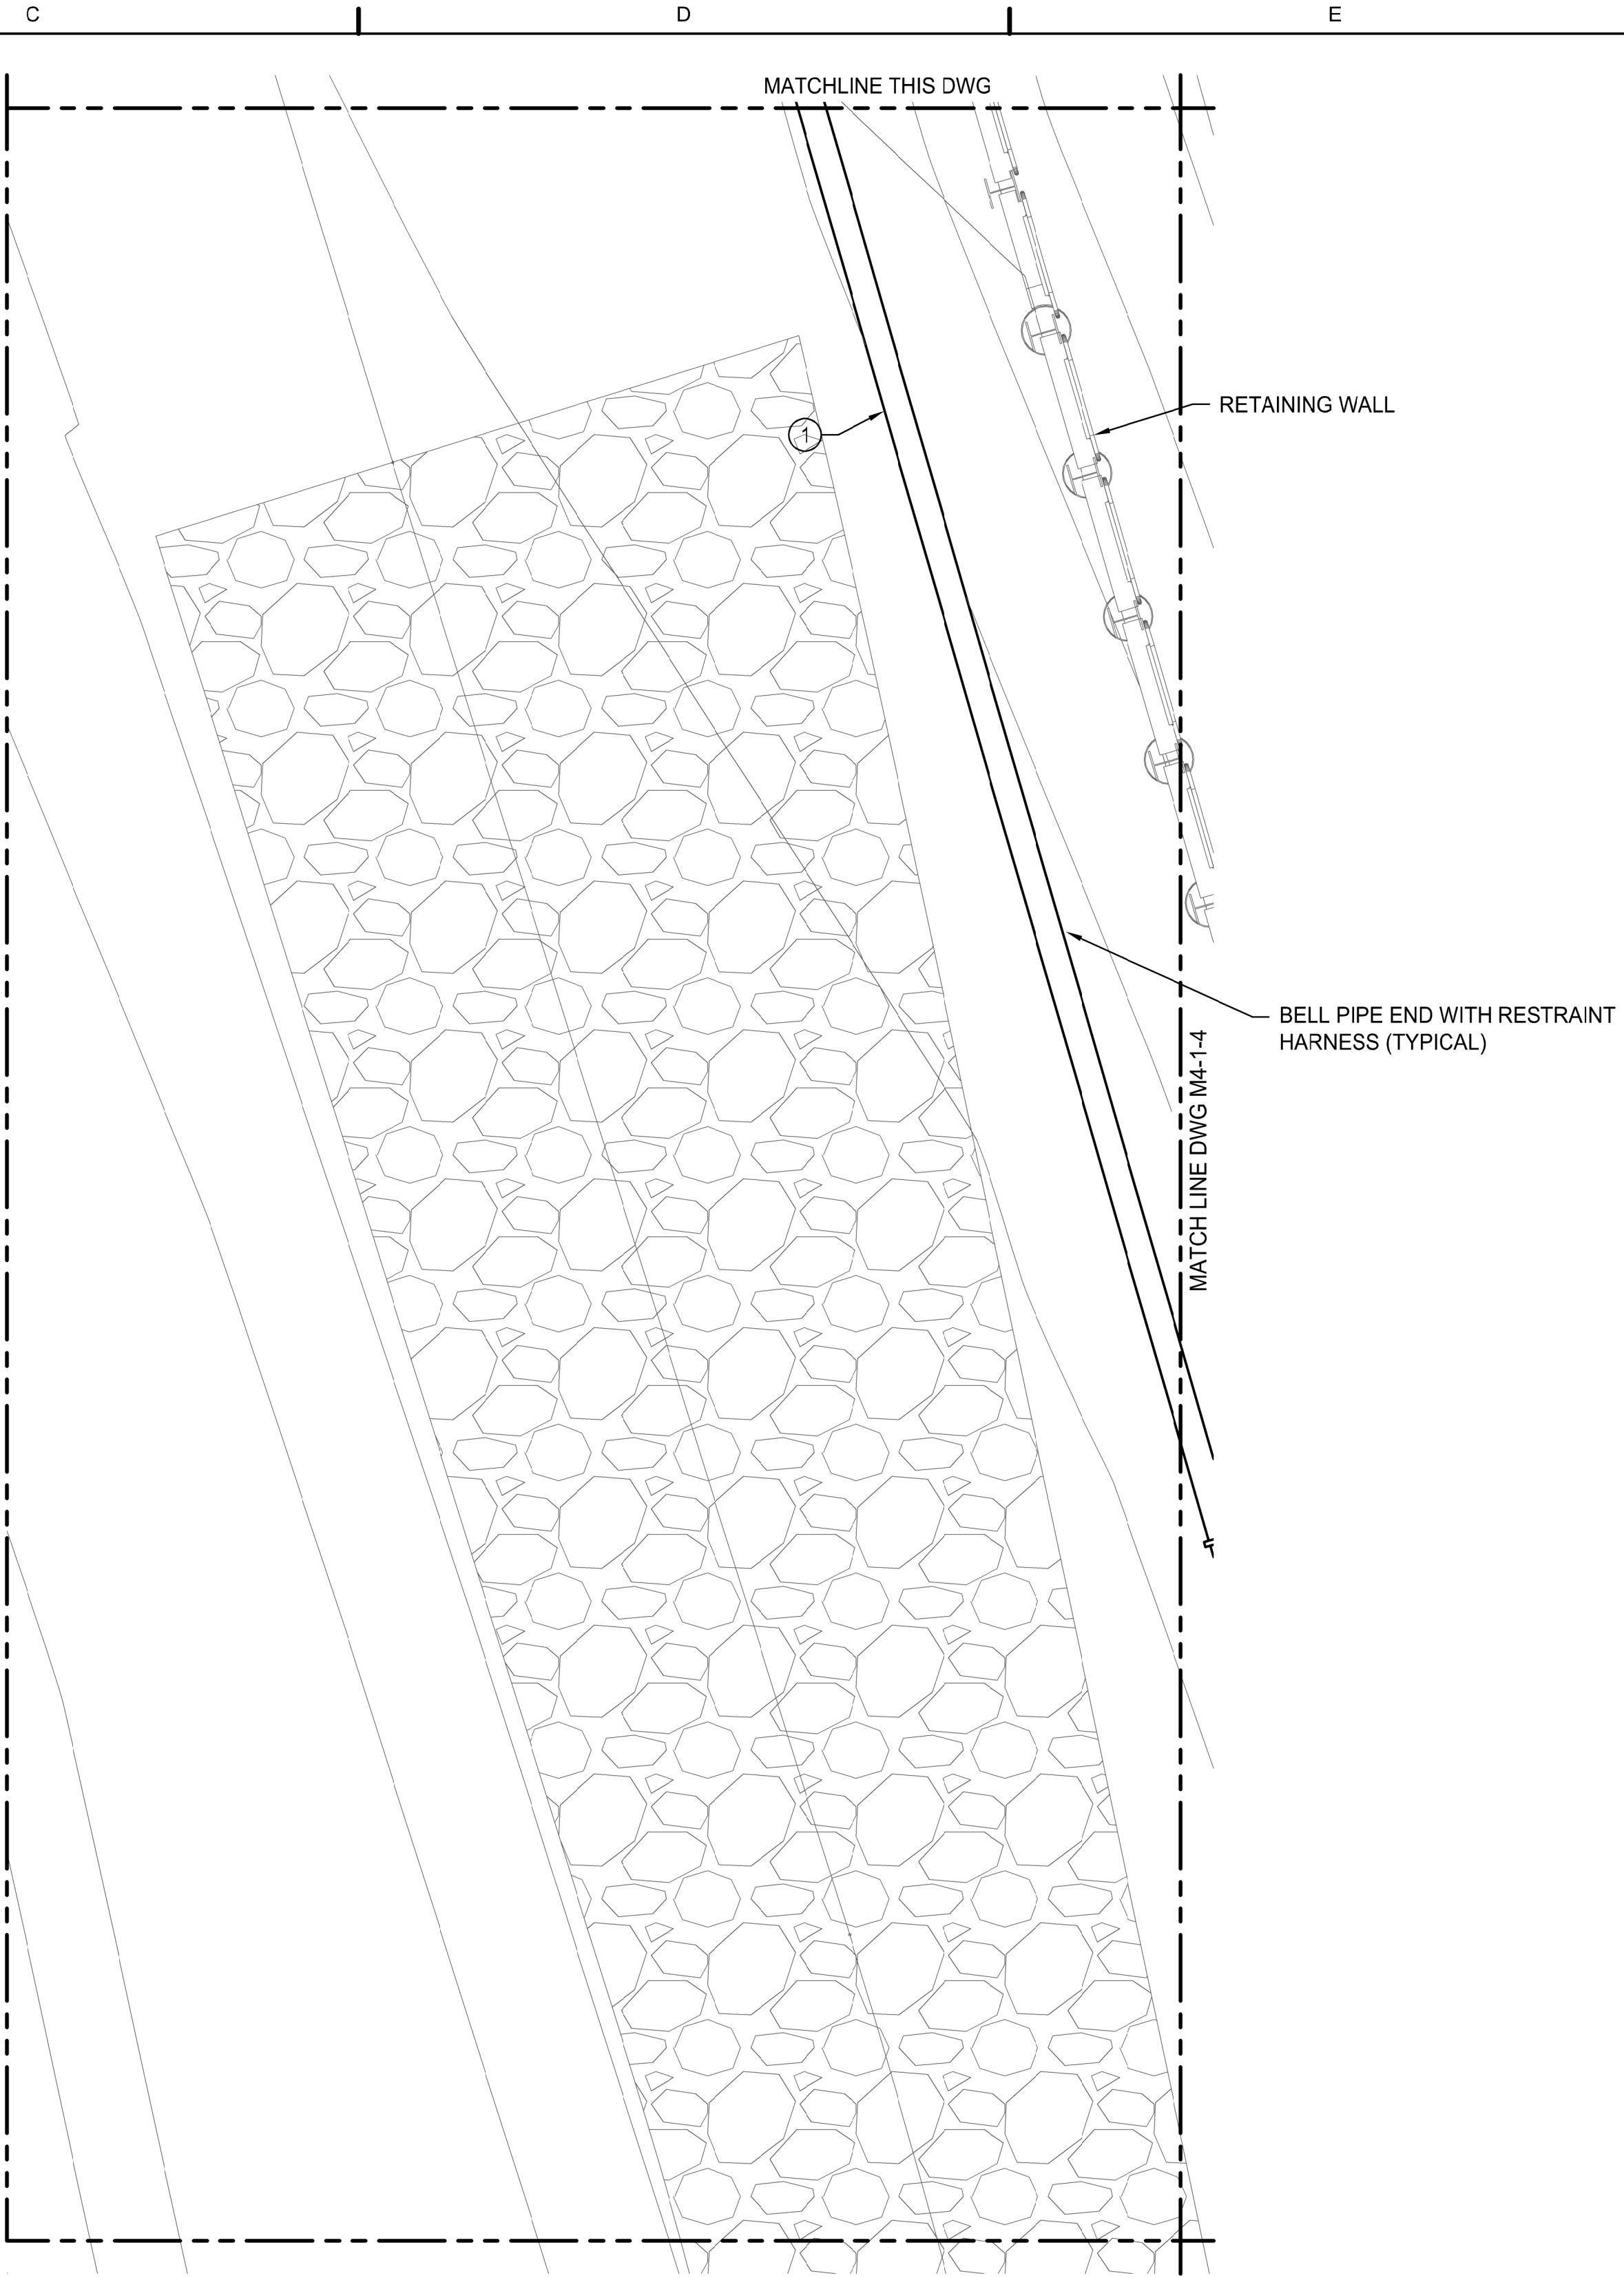 C D E
MATCHLINE THIS DWG
RETAINING WALL
1
BELL PIPE END WITH RESTRAINT
HARNESS (TYPICAL)
MATCH LINE DWG M4-1-4